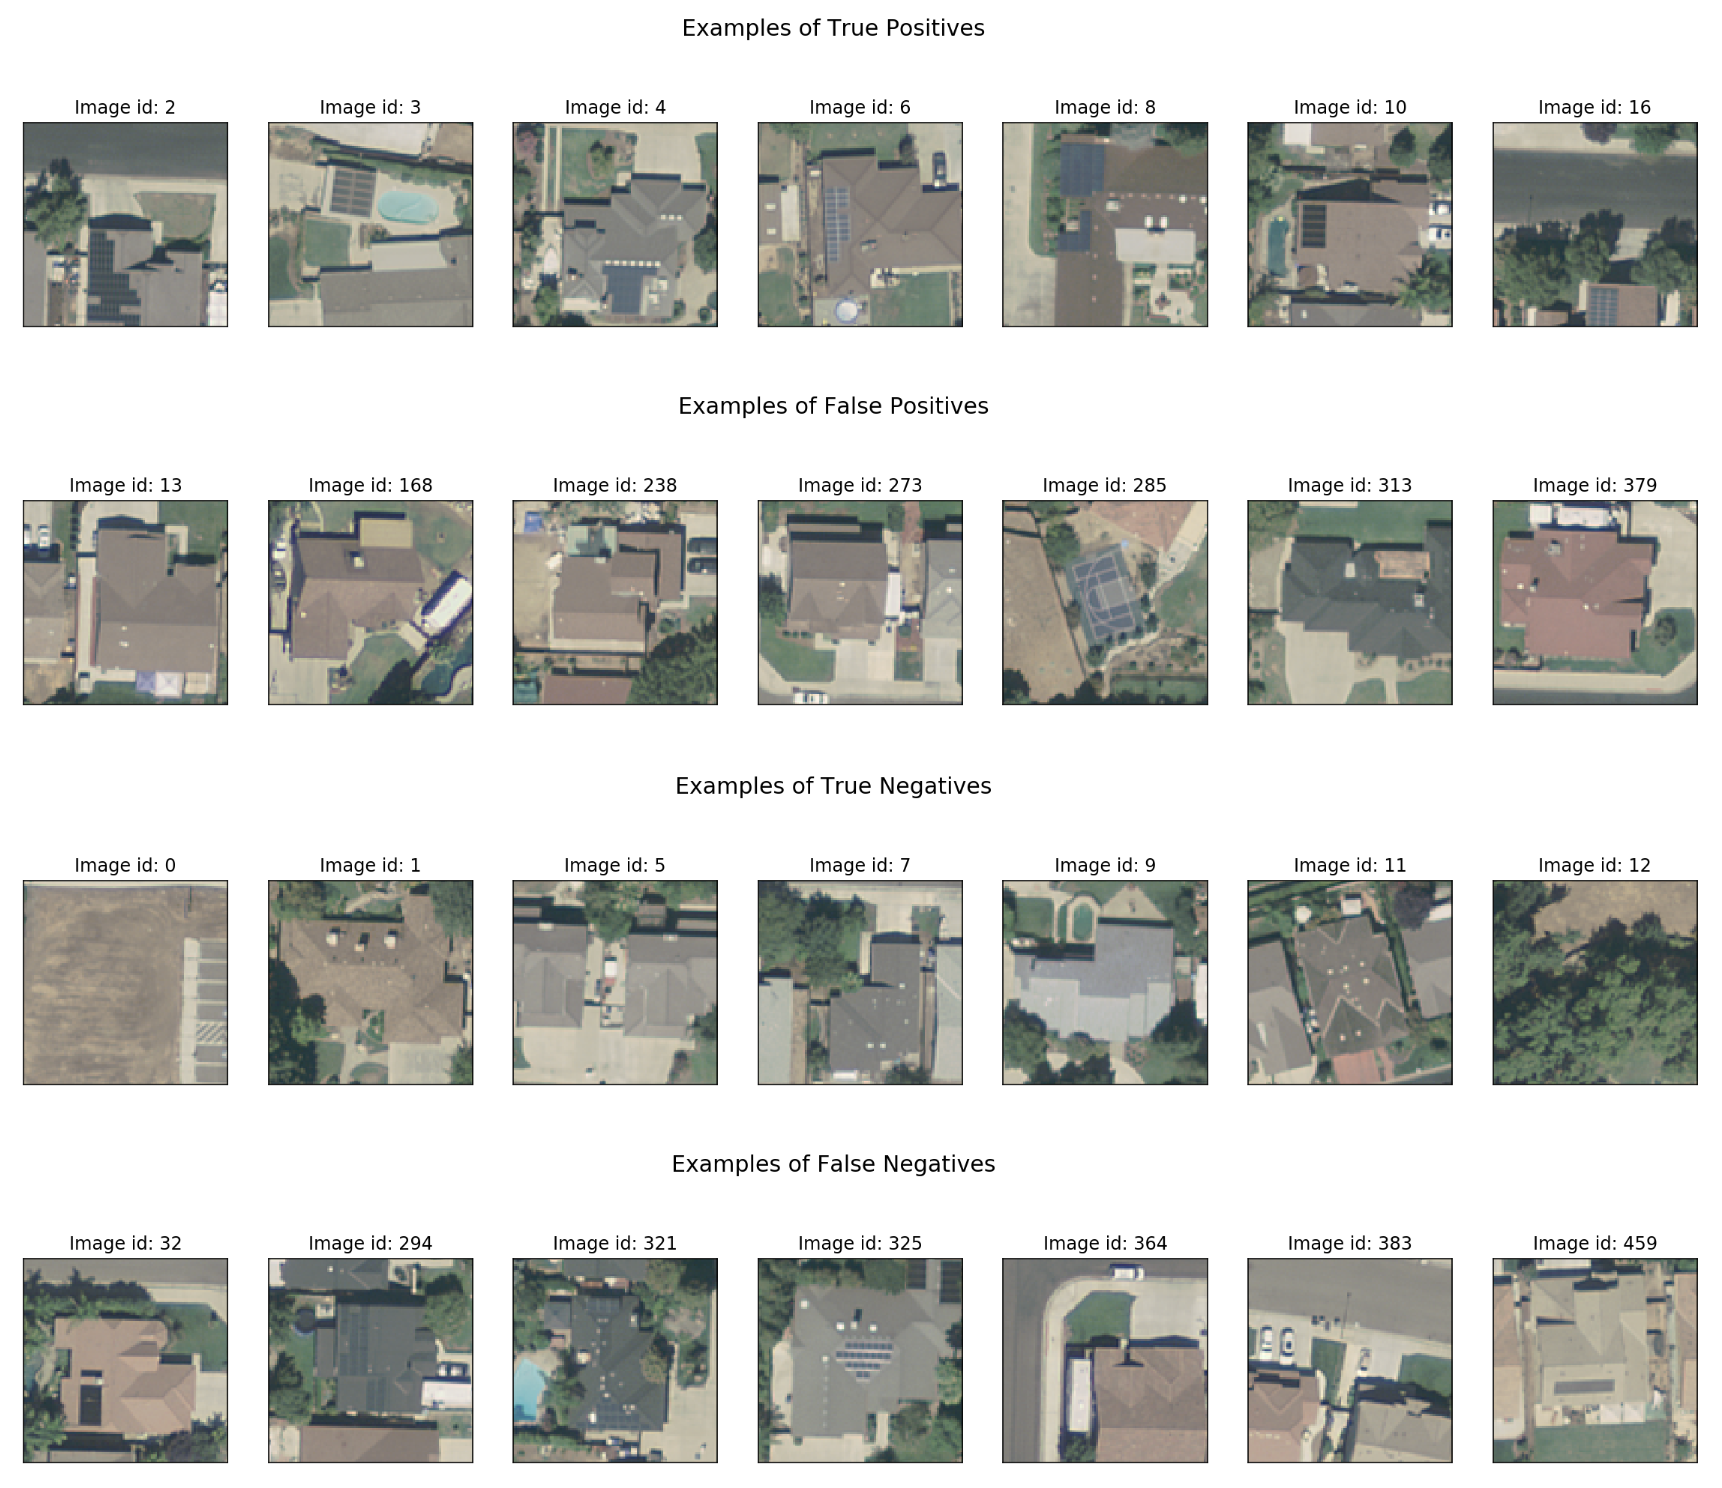 Examples of True Positives
Image id: 2 Image id: 3 Image id: 4 Image id: 6 Image id: 8 Image id: 10 Image id: 16
Examples of False Positives
Image id: 13 Image id: 168 Image id: 238 Image id: 273 Image id: 285 Image id: 313 Image id: 379
Examples of True Negatives
Image id: 0 Image id: 1 Image id: 5 Image id: 7 Image id: 9 Image id: 11 Image id: 12
Examples of False Negatives
Image id: 32 Image id: 294 Image id: 321 Image id: 325 Image id: 364 Image id: 383 Image id: 459